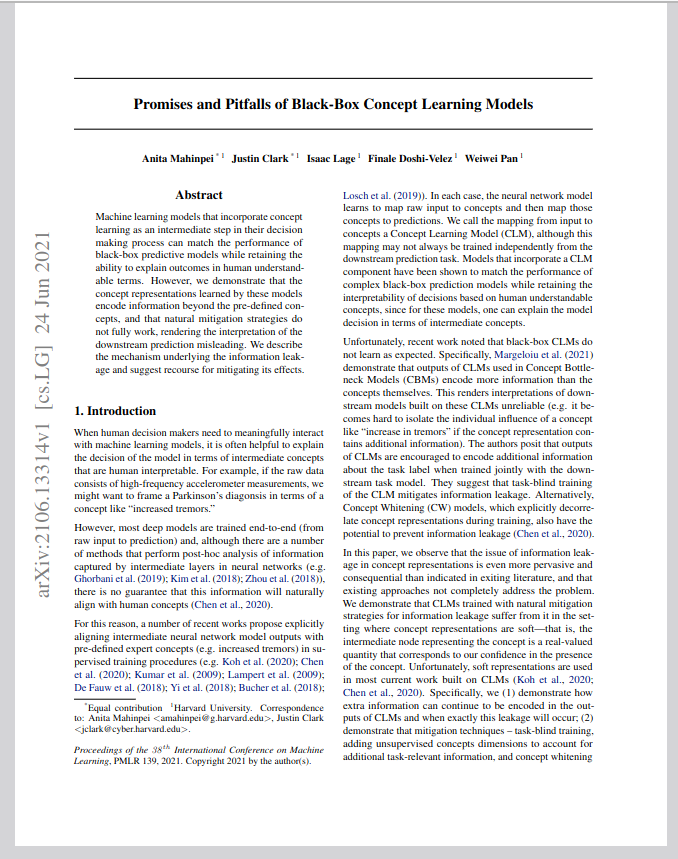 Promises and Pitfalls of Black-Box Concept Learning Models
Anita Mahinpei * 1 Justin Clark * 1 Isaac Lage 1 Finale Doshi-Velez 1 Weiwei Pan 1
arXiv:2106.13314v1 [cs.LG] 24 Jun 2021
Abstract
Machine learning models that incorporate concept
learning as an intermediate step in their decision
making process can match the performance of
black-box predictive models while retaining the
ability to explain outcomes in human understand-
able terms. However, we demonstrate that the
concept representations learned by these models
encode information beyond the pre-defined con-
cepts, and that natural mitigation strategies do
not fully work, rendering the interpretation of the
downstream prediction misleading. We describe
the mechanism underlying the information leak-
age and suggest recourse for mitigating its effects.
1. Introduction
When human decision makers need to meaningfully interact
with machine learning models, it is often helpful to explain
the decision of the model in terms of intermediate concepts
that are human interpretable. For example, if the raw data
consists of high-frequency accelerometer measurements, we
might want to frame a Parkinson's diagonsis in terms of a
concept like "increased tremors."
However, most deep models are trained end-to-end (from
raw input to prediction) and, although there are a number
of methods that perform post-hoc analysis of information
captured by intermediate layers in neural networks (e.g.
Ghorbani et al. (2019); Kim et al. (2018); Zhou et al. (2018)),
there is no guarantee that this information will naturally
align with human concepts (Chen et al., 2020).
For this reason, a number of recent works propose explicitly
aligning intermediate neural network model outputs with
pre-defined expert concepts (e.g. increased tremors) in su-
pervised training procedures (e.g. Koh et al. (2020); Chen
et al. (2020); Kumar et al. (2009); Lampert et al. (2009);
De Fauw et al. (2018); Yi et al. (2018); Bucher et al. (2018);
*Equal contribution 1Harvard University. Correspondence
to: Anita Mahinpei <amahinpei@g.harvard.edu>, Justin Clark
<jclark@cyber.harvard.edu>.
Proceedings of the 38th International Conference on Machine
Learning, PMLR 139, 2021. Copyright 2021 by the author(s).
Losch et al. (2019)). In each case, the neural network model
learns to map raw input to concepts and then map those
concepts to predictions. We call the mapping from input to
concepts a Concept Learning Model (CLM), although this
mapping may not always be trained independently from the
downstream prediction task. Models that incorporate a CLM
component have been shown to match the performance of
complex black-box prediction models while retaining the
interpretability of decisions based on human understandable
concepts, since for these models, one can explain the model
decision in terms of intermediate concepts.
Unfortunately, recent work noted that black-box CLMs do
not learn as expected. Specifically, Margeloiu et al. (2021)
demonstrate that outputs of CLMs used in Concept Bottle-
neck Models (CBMs) encode more information than the
concepts themselves. This renders interpretations of down-
stream models built on these CLMs unreliable (e.g. it be-
comes hard to isolate the individual influence of a concept
like "increase in tremors" if the concept representation con-
tains additional information). The authors posit that outputs
of CLMs are encouraged to encode additional information
about the task label when trained jointly with the down-
stream task model. They suggest that task-blind training
of the CLM mitigates information leakage. Alternatively,
Concept Whitening (CW) models, which explicitly decorre-
late concept representations during training, also have the
potential to prevent information leakage (Chen et al., 2020).
In this paper, we observe that the issue of information leak-
age in concept representations is even more pervasive and
consequential than indicated in exiting literature, and that
existing approaches not completely address the problem.
We demonstrate that CLMs trained with natural mitigation
strategies for information leakage suffer from it in the set-
ting where concept representations are soft—that is, the
intermediate node representing the concept is a real-valued
quantity that corresponds to our confidence in the presence
of the concept. Unfortunately, soft representations are used
in most current work built on CLMs (Koh et al., 2020;
Chen et al., 2020). Specifically, we (1) demonstrate how
extra information can continue to be encoded in the out-
puts of CLMs and when exactly this leakage will occur; (2)
demonstrate that mitigation techniques – task-blind training,
adding unsupervised concepts dimensions to account for
additional task-relevant information, and concept whitening